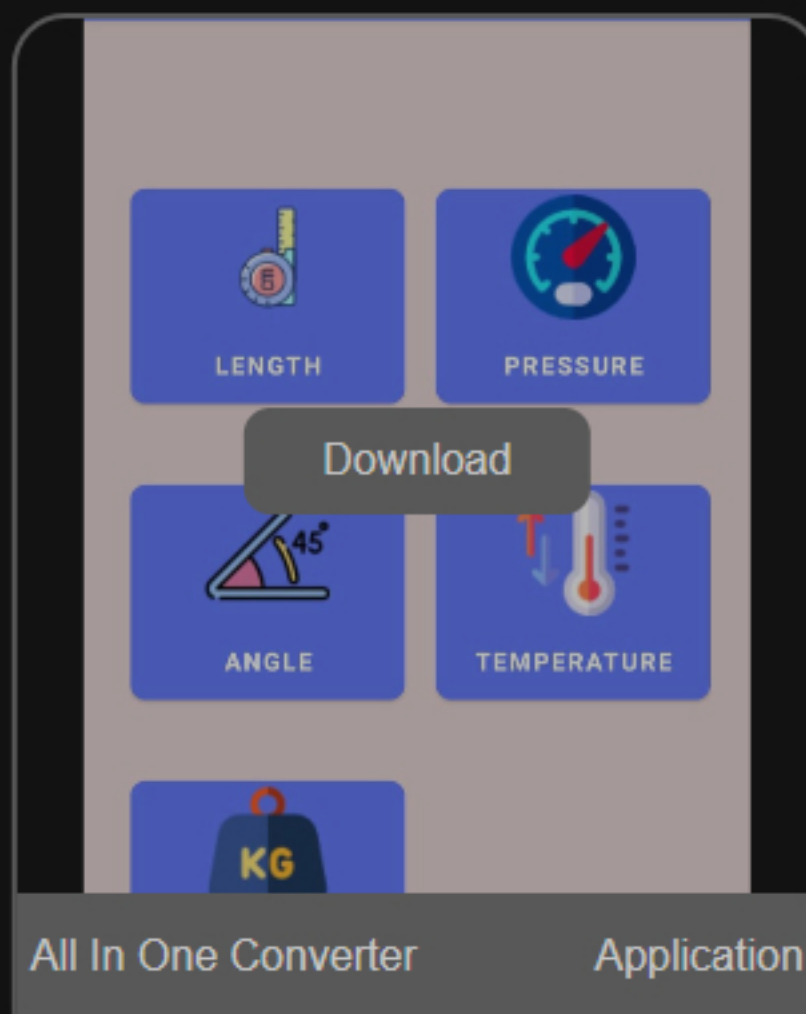 LENGTH PRESSURE
Download
45°
ANGLE TEMPERATURE
KG
All In One Converter Application